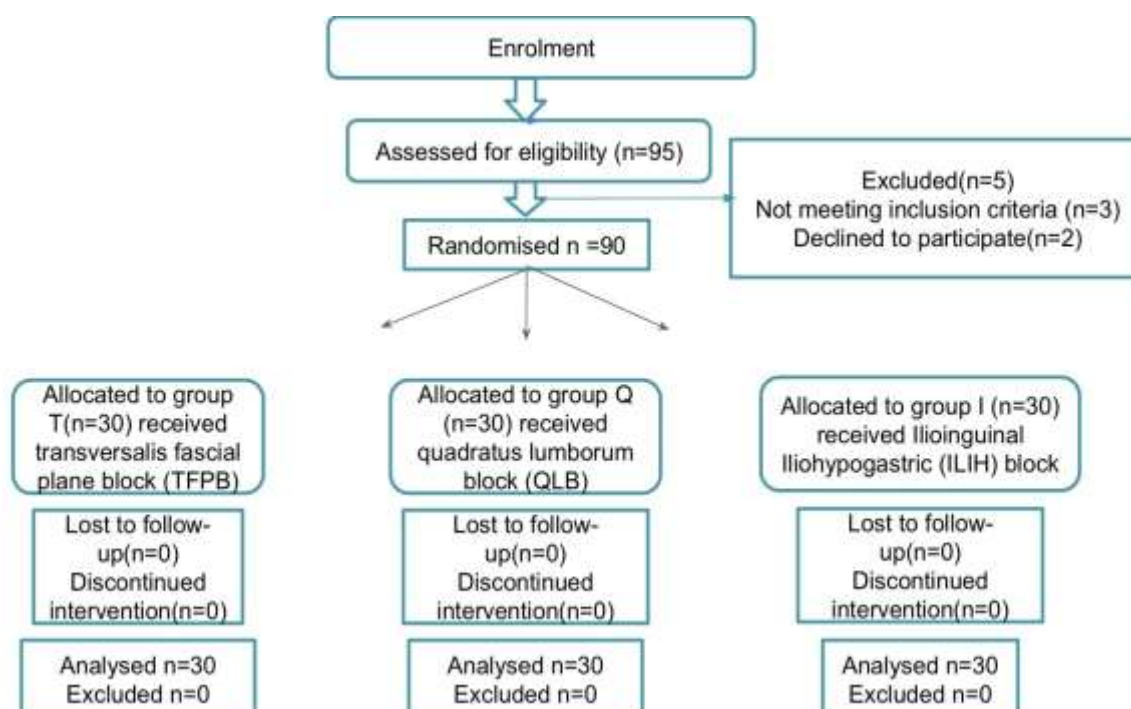 Enrolment
Assessed for eligibility (n=95)
Excluded(n=5)
Not meeting inclusion criteria (n=3)
Declined to participate(n=2)
Randomised n =90
Allocated to group
T(n=30) received
transversalis fascial
plane block (TFPB)
Allocated to group Q
(n=30) received
quadratus lumborum
block (QLB)
Allocated to group I (n=30)
received Ilioinguinal
Iliohypogastric (ILIH) block
Lost to follow-
up(n=0)
Discontinued
intervention(n=0)
Lost to follow-
up(n=0)
Discontinued
intervention(n=0)
Lost to follow-
up(n=0)
Discontinued
intervention(n=0)
Analysed n=30
Excluded n=0
Analysed n=30
Excluded n=0
Analysed n=30
Excluded n=0